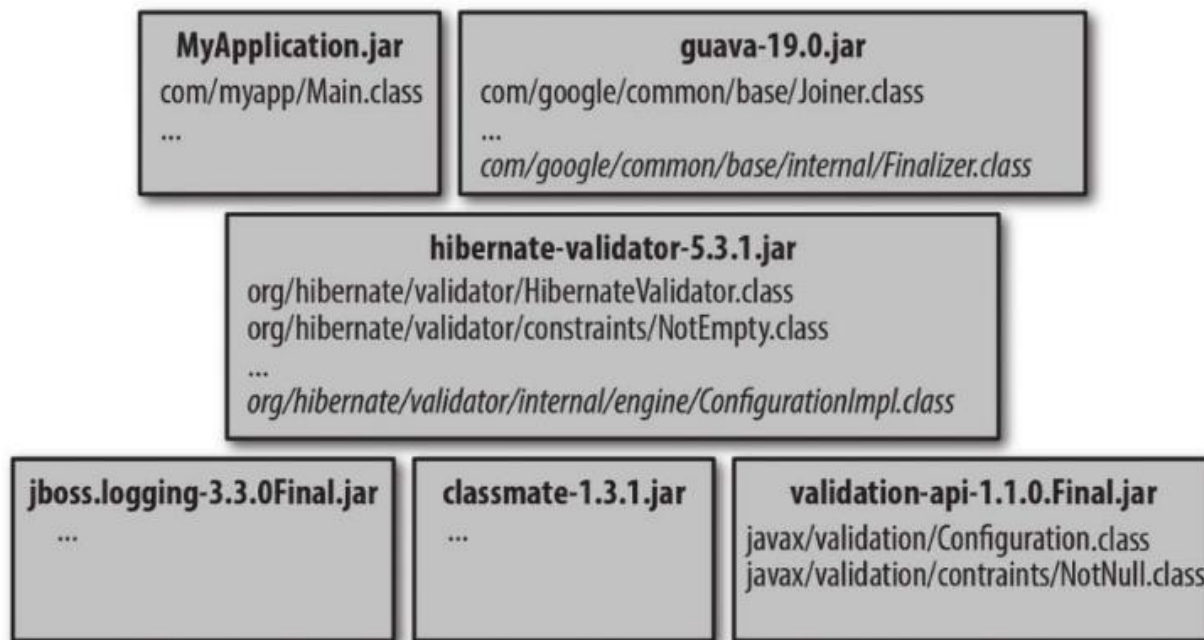 MyApplication.jar
com/myapp/Main.class
...
guava-19.0.jar
com/google/common/base/Joiner.class
...
com/google/common/base/internal/Finalizer.class
hibernate-validator-5.3.1.jar
org/hibernate/validator/HibernateValidator.class
org/hibernate/validator/constraints/NotEmpty.class
...
org/hibernate/validator/internal/engine/ConfigurationImpl.class
jboss.logging-3.3.0Final.jar
...
classmate-1.3.1.jar
...
validation-api-1.1.0.Final.jar
javax/validation/Configuration.class
javax/validation/contraints/NotNull.class